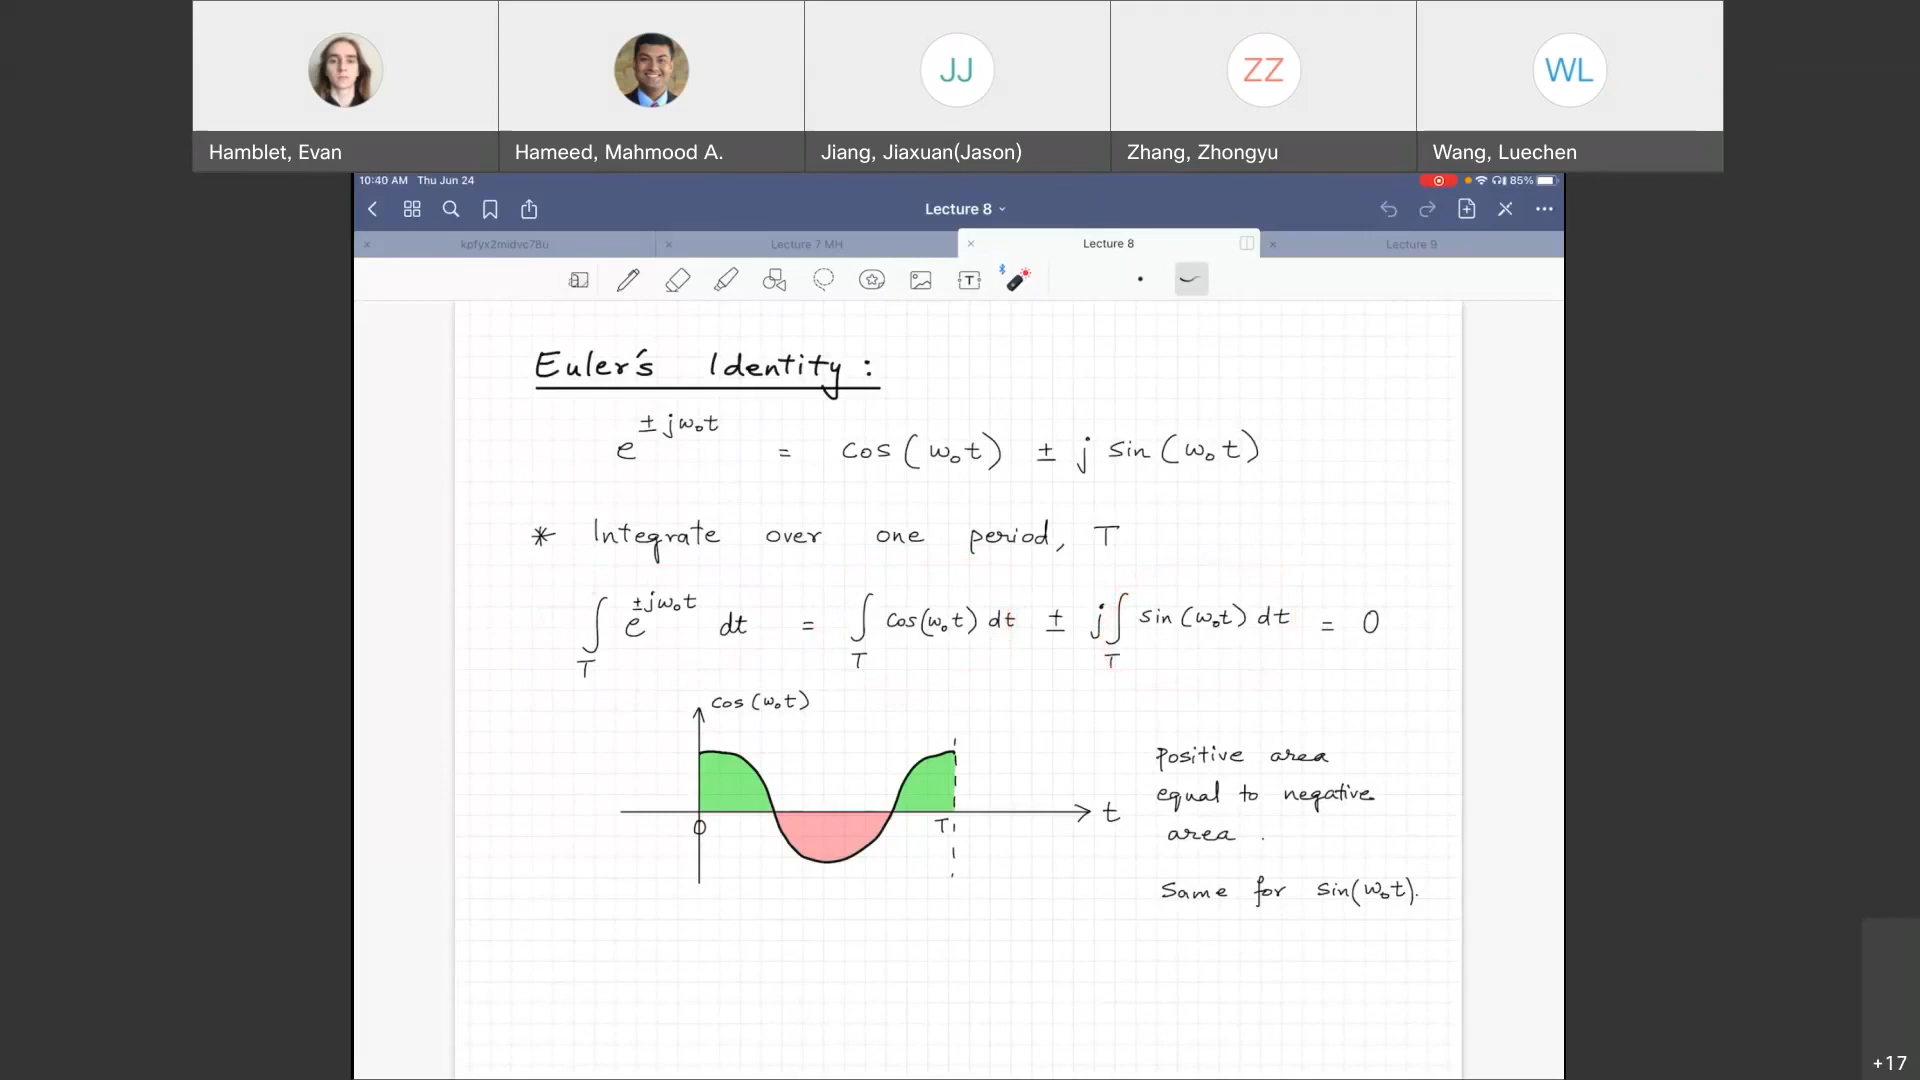 JJ
ZZ
WL
Hamblet, Evan
Hameed, Mahmood A.
Jiang, Jiaxuan(Jason)
Zhang, Zhongyu
Wang, Luechen
10:40 AM Thu Jun 24
85%
Lecture 8
kpfyx2midvc78u
Lecture 7 MH
Lecture 8
Lecture 9
T
Euler's Identity :
e^{±jω₀t} = cos(ω₀t) ± j sin(ω₀t)
* Integrate over one period, T
∫_T e^{±jω₀t} dt = ∫_T cos(ω₀t) dt ± j∫_T sin(ω₀t) dt = 0
cos(ω₀t)
0
T
t
Positive area
equal to negative
area .
Same for sin(ω₀t).
+17